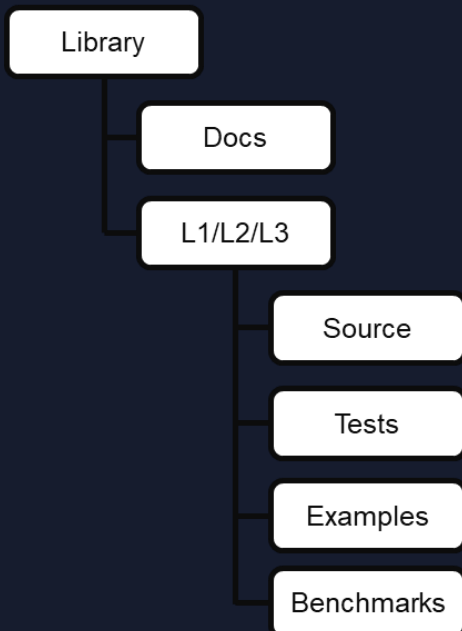 Library
Docs
L1/L2/L3
Source
Tests
Examples
Benchmarks